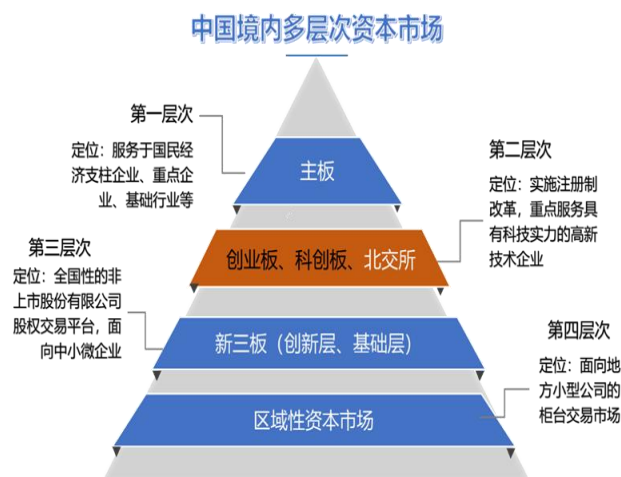 中国境内多层次资本市场
第一层次
定位：服务于国民经
济支柱企业、重点企
业、基础行业等
主板
第二层次
定位：实施注册制
改革，重点服务具
有科技实力的高新
技术企业
创业板、科创板、北交所
第三层次
定位：全国性的非
上市股份有限公司
股权交易平台，面
向中小微企业
新三板（创新层、基础层）
第四层次
定位：面向地
方小型公司的
柜台交易市场
区域性资本市场